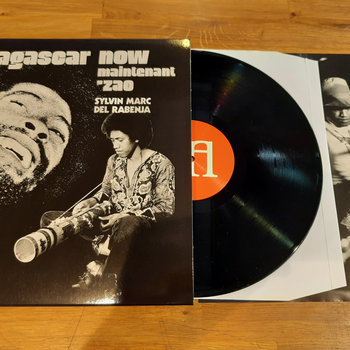 agascar now
maintenant
'zao
SYLVIN MARC
DEL RABENJA